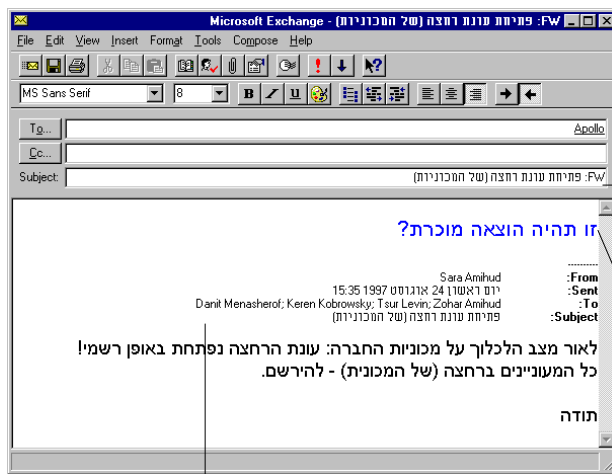 FW: פתיחת עונת רחצה (של המכוניות) - Microsoft Exchange
File Edit View Insert Format Tools Compose Help
MS Sans Serif 8 B I U
To... Apollo
Cc...
Subject: FW: פתיחת עונת רחצה (של המכוניות)
זו תהיה הוצאה מוכרת?
----------
From: Sara Amihud
Sent: יום ראשון 24 אוגוסט 1997 15:35
To: Danit Menasherof; Keren Kobrowsky; Tsur Levin; Zohar Amihud
Subject: פתיחת עונת רחצה (של המכוניות)
לאור מצב הלכלוך על מכוניות החברה: עונת הרחצה נפתחת באופן רשמי!
כל המעוניינים ברחצה (של המכונית) - להירשם.
תודה